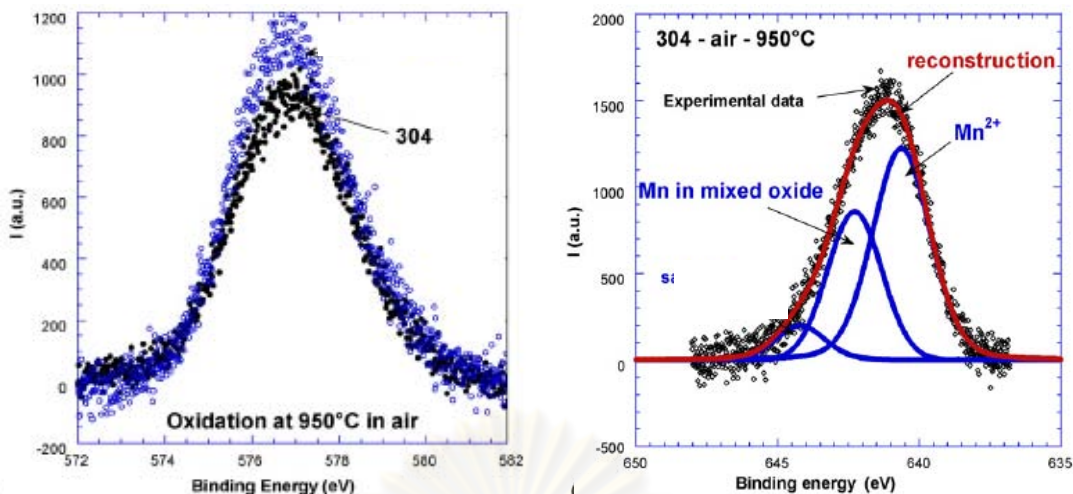 1200
1000
800
600
400
200
0
-200
I (a.u.)
304
Oxidation at 950°C in air
572
574
576
578
580
582
Binding Energy (eV)
2000
1500
1000
500
0
-500
I (a.u.)
304 - air - 950°C
reconstruction
Experimental data
Mn²⁺
Mn in mixed oxide
650
645
640
635
Binding energy (eV)